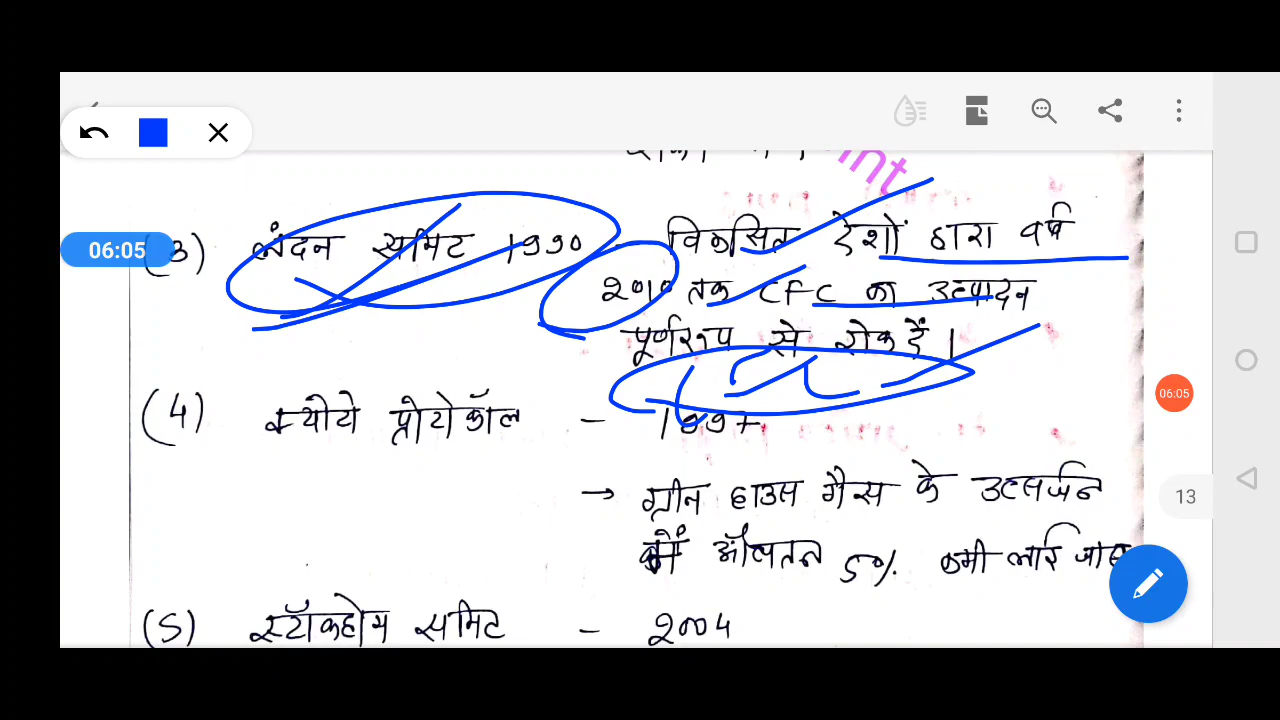 (3) लंदन समिट 1990 - विकसित देशों द्वारा वर्ष
2010 तक CFC का उत्पादन
पूर्णरूप से रोक दें ।
(4) क्योटो प्रोटोकॉल - 1997
→ ग्रीन हाउस गैस के उत्सर्जन
में औसतन 5% कमी लाई जाए
(5) स्टॉकहोम समिट - 2004
06:05
06:05
13